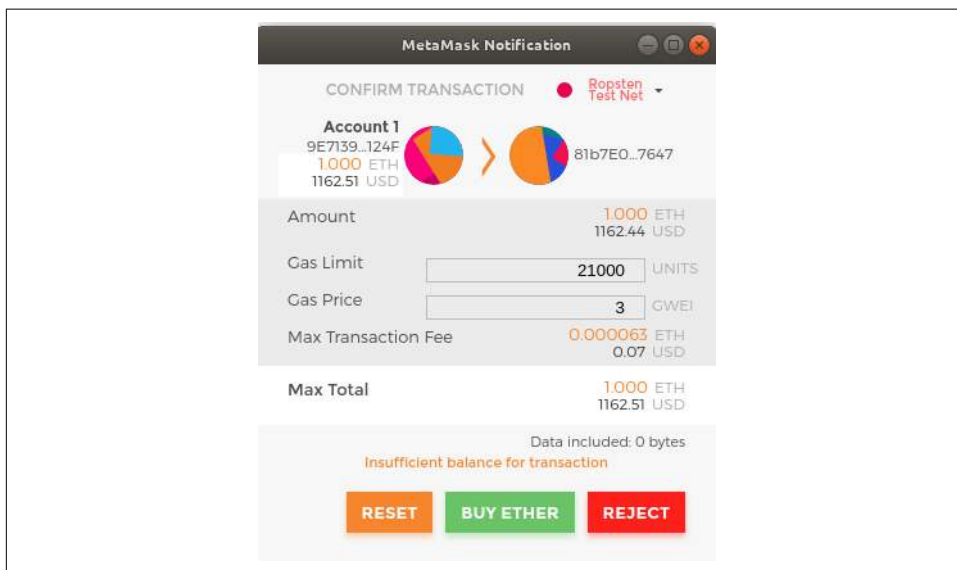 MetaMask Notification
CONFIRM TRANSACTION
Ropsten
Test Net
Account 1
9E7139...124F
1.000 ETH
1162.51 USD
81b7E0...7647
Amount
1.000 ETH
1162.44 USD
Gas Limit
21000 UNITS
Gas Price
3 GWEI
Max Transaction Fee
0.000063 ETH
0.07 USD
Max Total
1.000 ETH
1162.51 USD
Data included: 0 bytes
Insufficient balance for transaction
RESET BUY ETHER REJECT